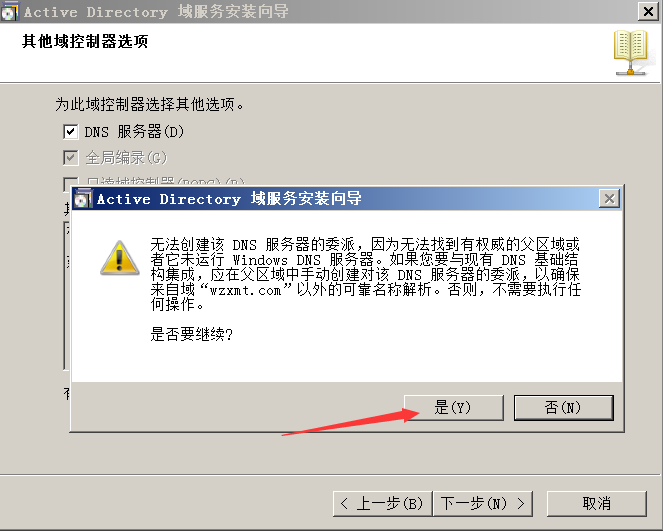 Active Directory 域服务安装向导
其他域控制器选项
为此域控制器选择其他选项。
DNS 服务器(D)
全局编录(G)
Active Directory 域服务安装向导
无法创建该 DNS 服务器的委派，因为无法找到有权威的父区域或
者它未运行 Windows DNS 服务器。如果您要与现有 DNS 基础结
构集成，应在父区域中手动创建对该 DNS 服务器的委派，以确保
来自域“wzxmt.com”以外的可靠名称解析。否则，不需要执行任
何操作。
是否要继续?
是(Y)
否(N)
< 上一步(B)
下一步(N) >
取消